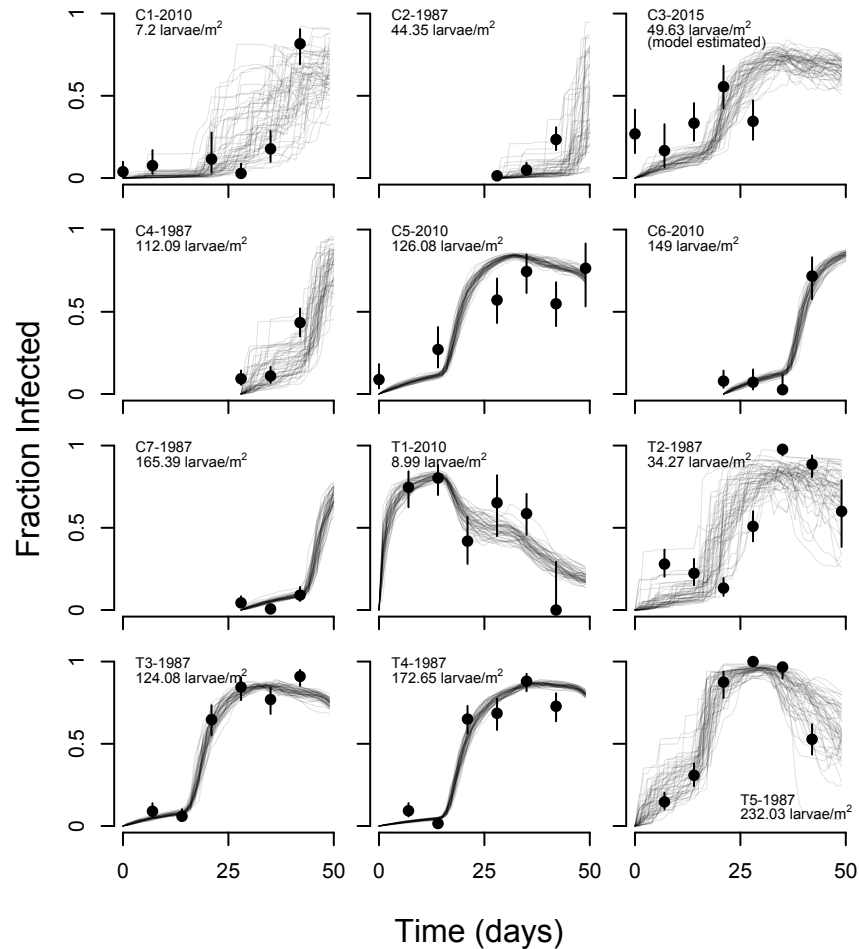 C1-2010
7.2 larvae/m²
C2-1987
44.35 larvae/m²
C3-2015
49.63 larvae/m²
(model estimated)
0
0.5
1
C4-1987
112.09 larvae/m²
C5-2010
126.08 larvae/m²
C6-2010
149 larvae/m²
0
0.5
1
C7-1987
165.39 larvae/m²
T1-2010
8.99 larvae/m²
T2-1987
34.27 larvae/m²
0
0.5
1
T3-1987
124.08 larvae/m²
T4-1987
172.65 larvae/m²
T5-1987
232.03 larvae/m²
0
0.5
1
0 25 50
0 25 50
0 25 50
Fraction Infected
Time (days)